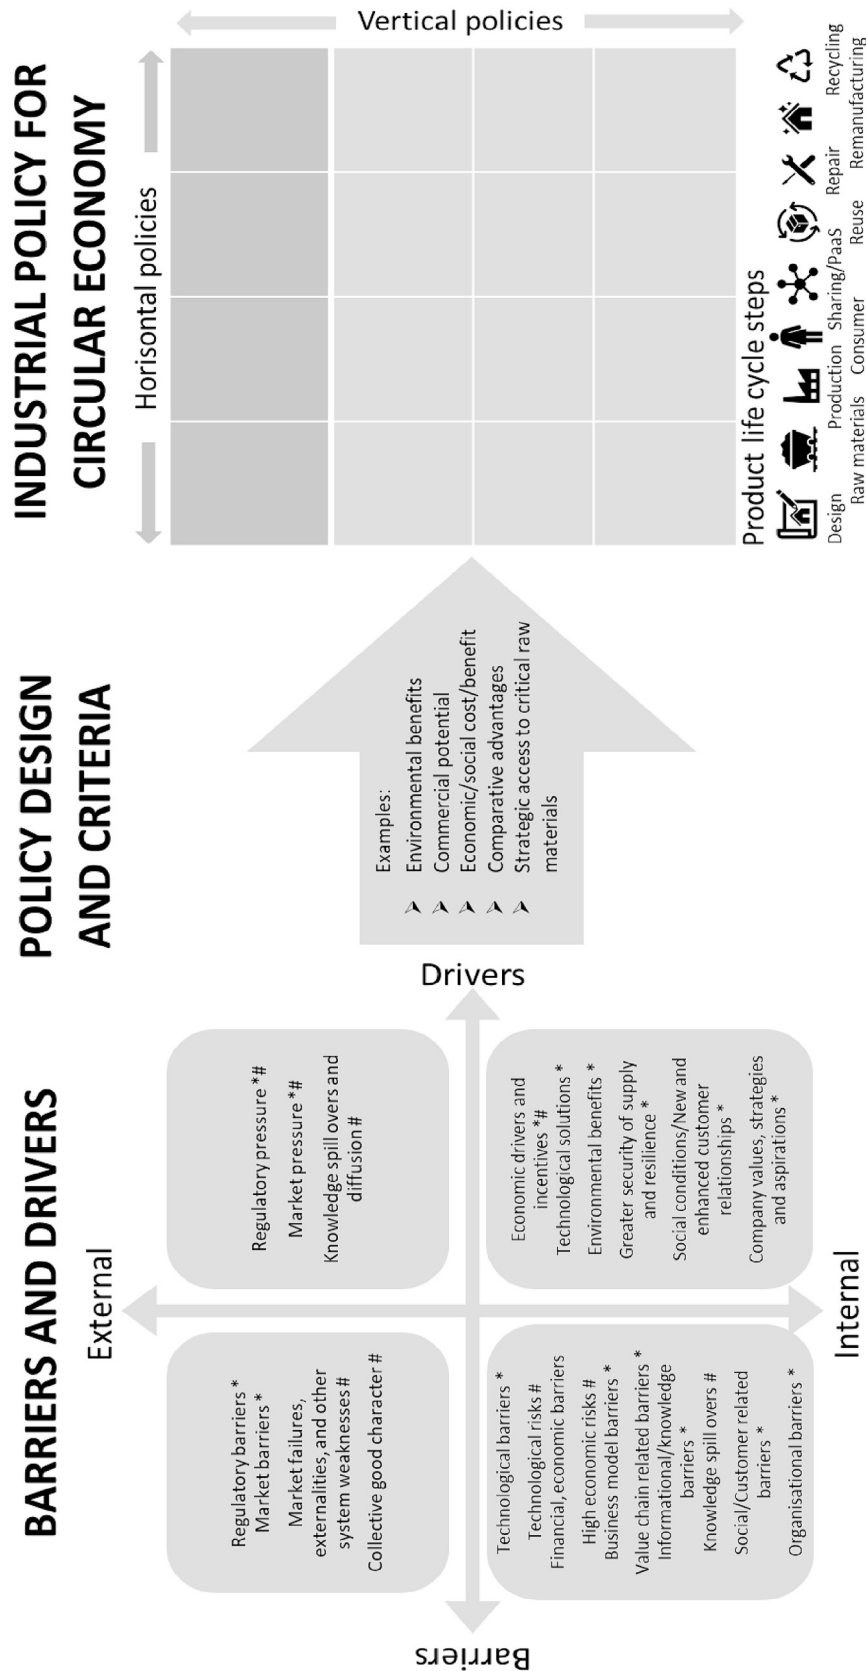 BARRIERS AND DRIVERS
External
Regulatory barriers *
Market barriers *
Market failures,
externalities, and other
system weaknesses #
Collective good character #
Regulatory pressure *#
Market pressure *#
Knowledge spill overs and
diffusion #
Barriers
Drivers
Technological barriers *
Technological risks #
Financial, economic barriers
High economic risks #
Business model barriers *
Value chain related barriers *
Informational/knowledge
barriers *
Knowledge spill overs #
Social/Customer related
barriers *
Organisational barriers *
Economic drivers and
incentives *#
Technological solutions *
Environmental benefits *
Greater security of supply
and resilience *
Social conditions/New and
enhanced customer
relationships *
Company values, strategies
and aspirations *
Internal
POLICY DESIGN
AND CRITERIA
Examples:
➢ Environmental benefits
➢ Commercial potential
➢ Economic/social cost/benefit
➢ Comparative advantages
➢ Strategic access to critical raw
materials
INDUSTRIAL POLICY FOR
CIRCULAR ECONOMY
Horisontal policies
Vertical policies
Product life cycle steps
Design Production Sharing/PaaS Repair Recycling
Raw materials Consumer Reuse Remanufacturing